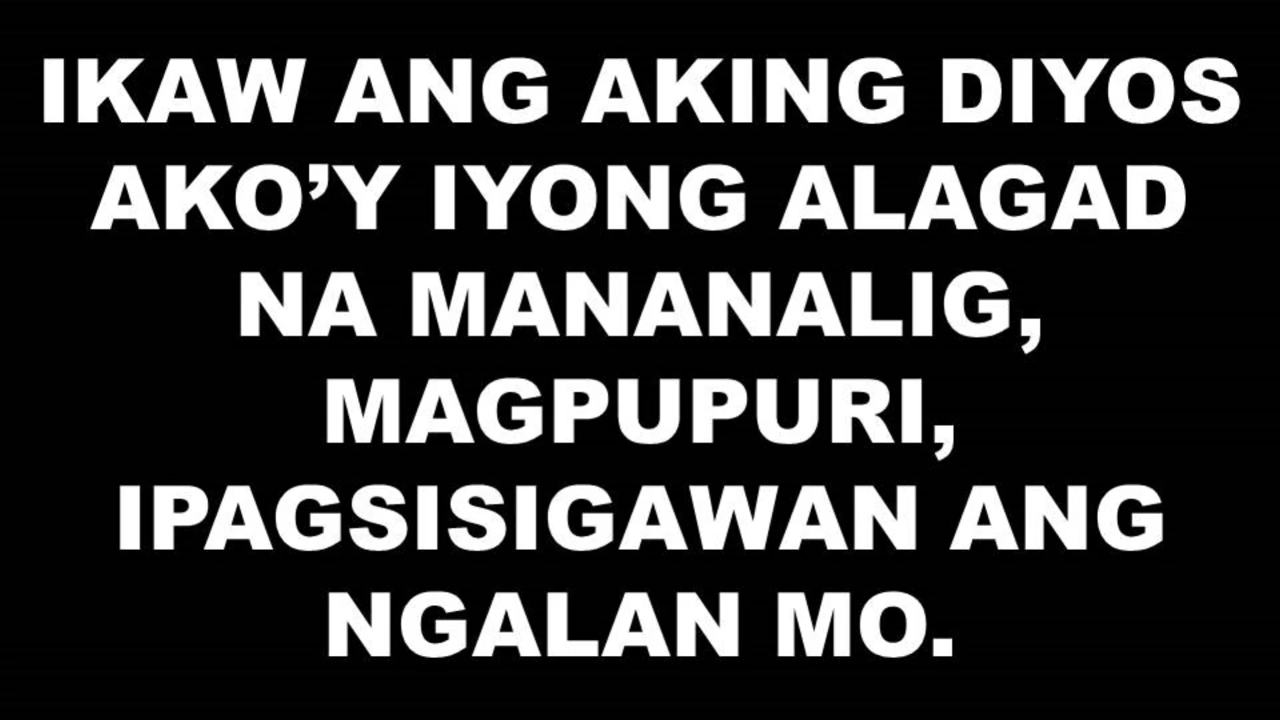 IKAW ANG AKING DIYOS
AKO’Y IYONG ALAGAD
NA MANANALIG,
MAGPUPURI,
IPAGSISIGAWAN ANG
NGALAN MO.